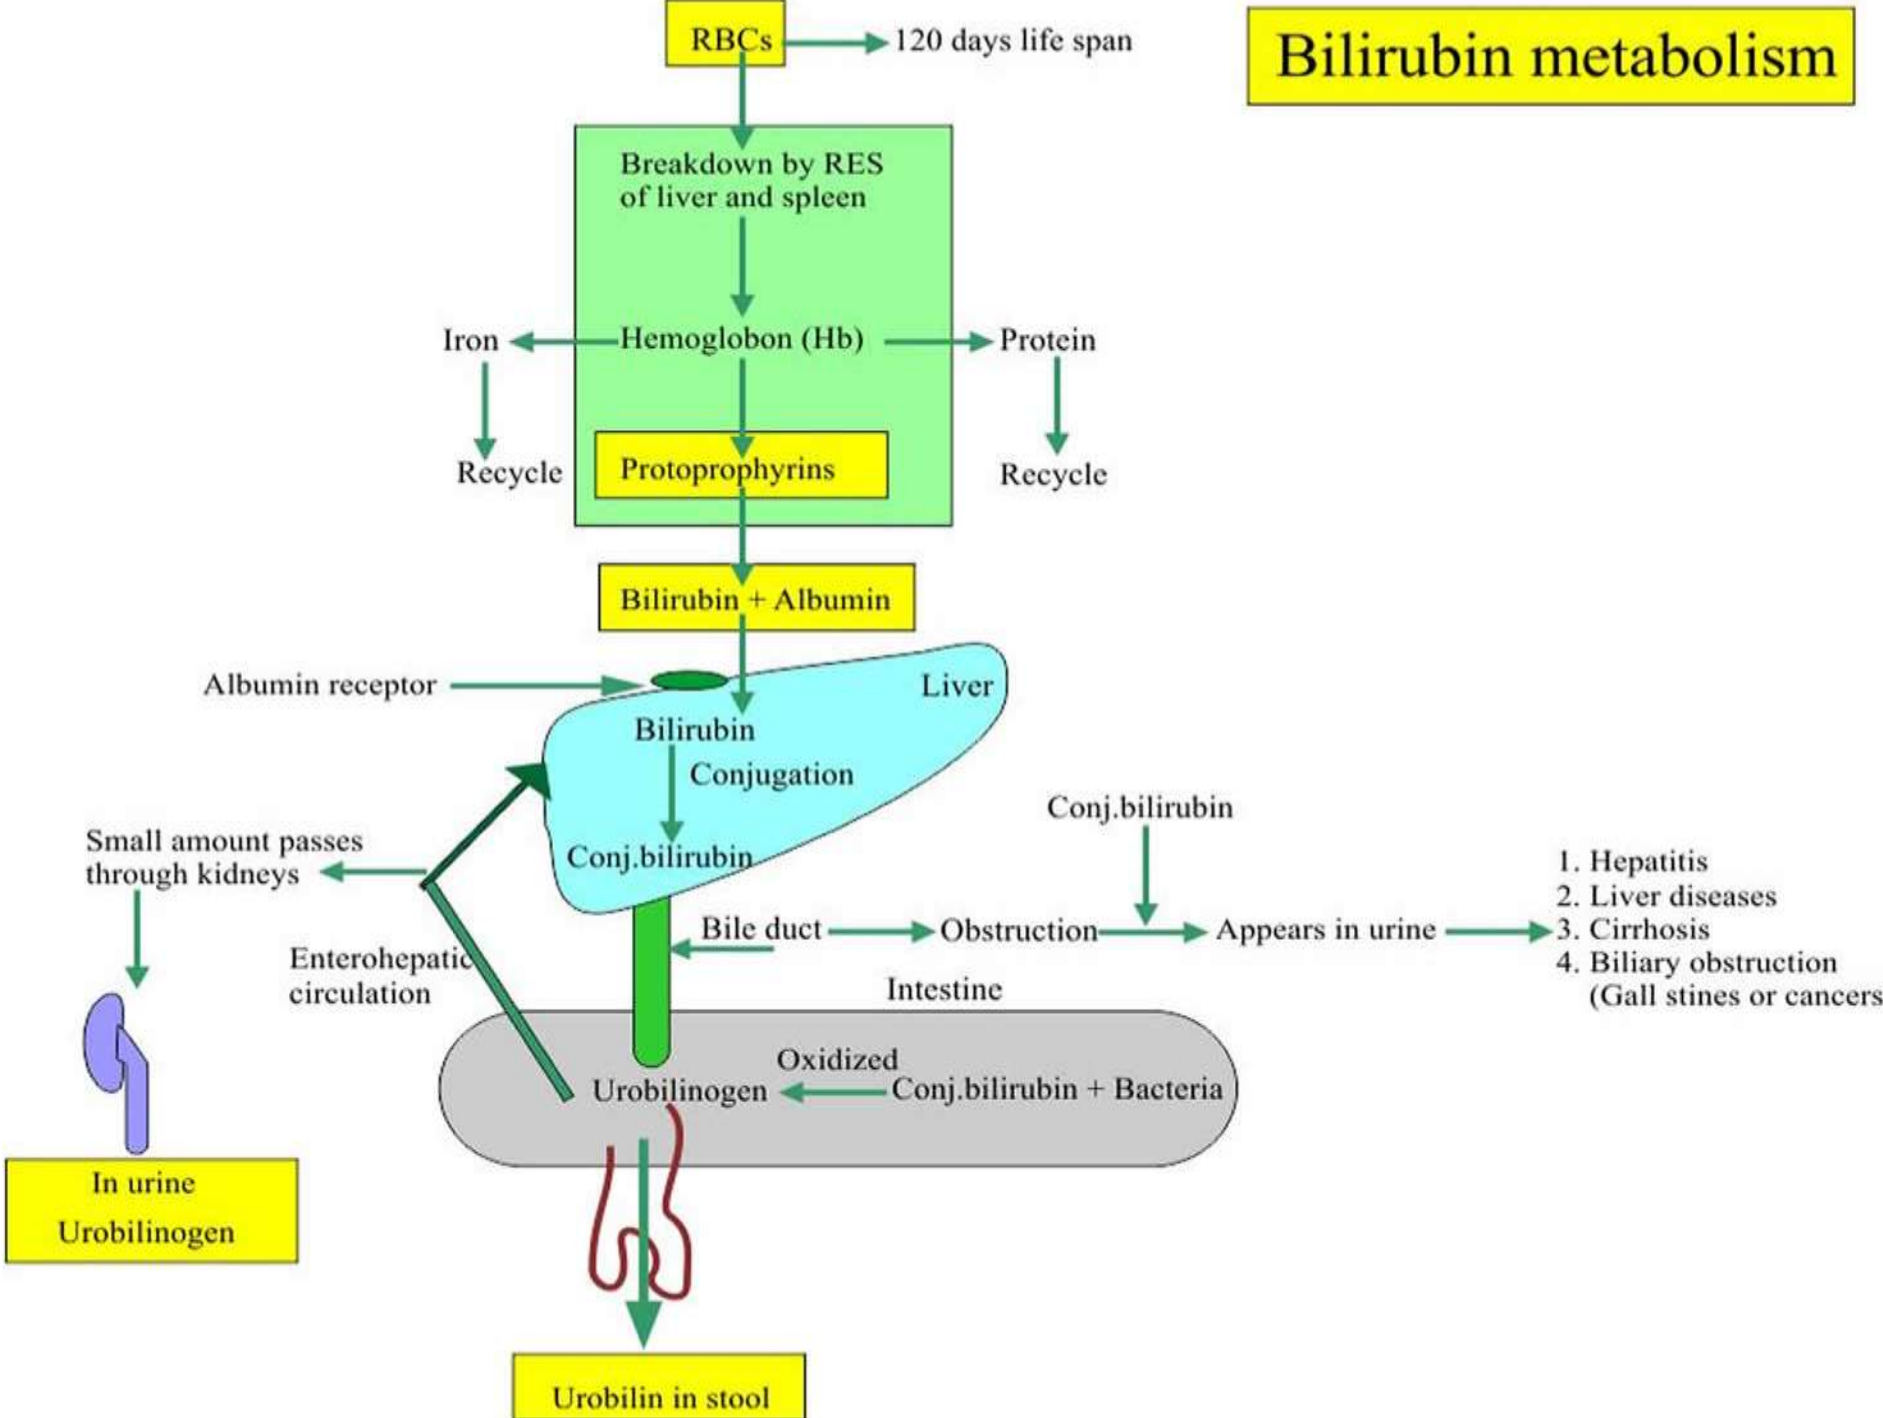 RBCs
120 days life span
Bilirubin metabolism
Breakdown by RES
of liver and spleen
Iron
Hemoglobon (Hb)
Protein
Recycle
Protoprophyrins
Recycle
Bilirubin + Albumin
Albumin receptor
Liver
Bilirubin
Conjugation
Conj.bilirubin
Small amount passes
through kidneys
Conj.bilirubin
Bile duct
Obstruction
Appears in urine
1. Hepatitis
2. Liver diseases
3. Cirrhosis
4. Biliary obstruction
(Gall stines or cancers
Enterohepatic
circulation
Intestine
Oxidized
Urobilinogen
Conj.bilirubin + Bacteria
In urine
Urobilinogen
Urobilin in stool